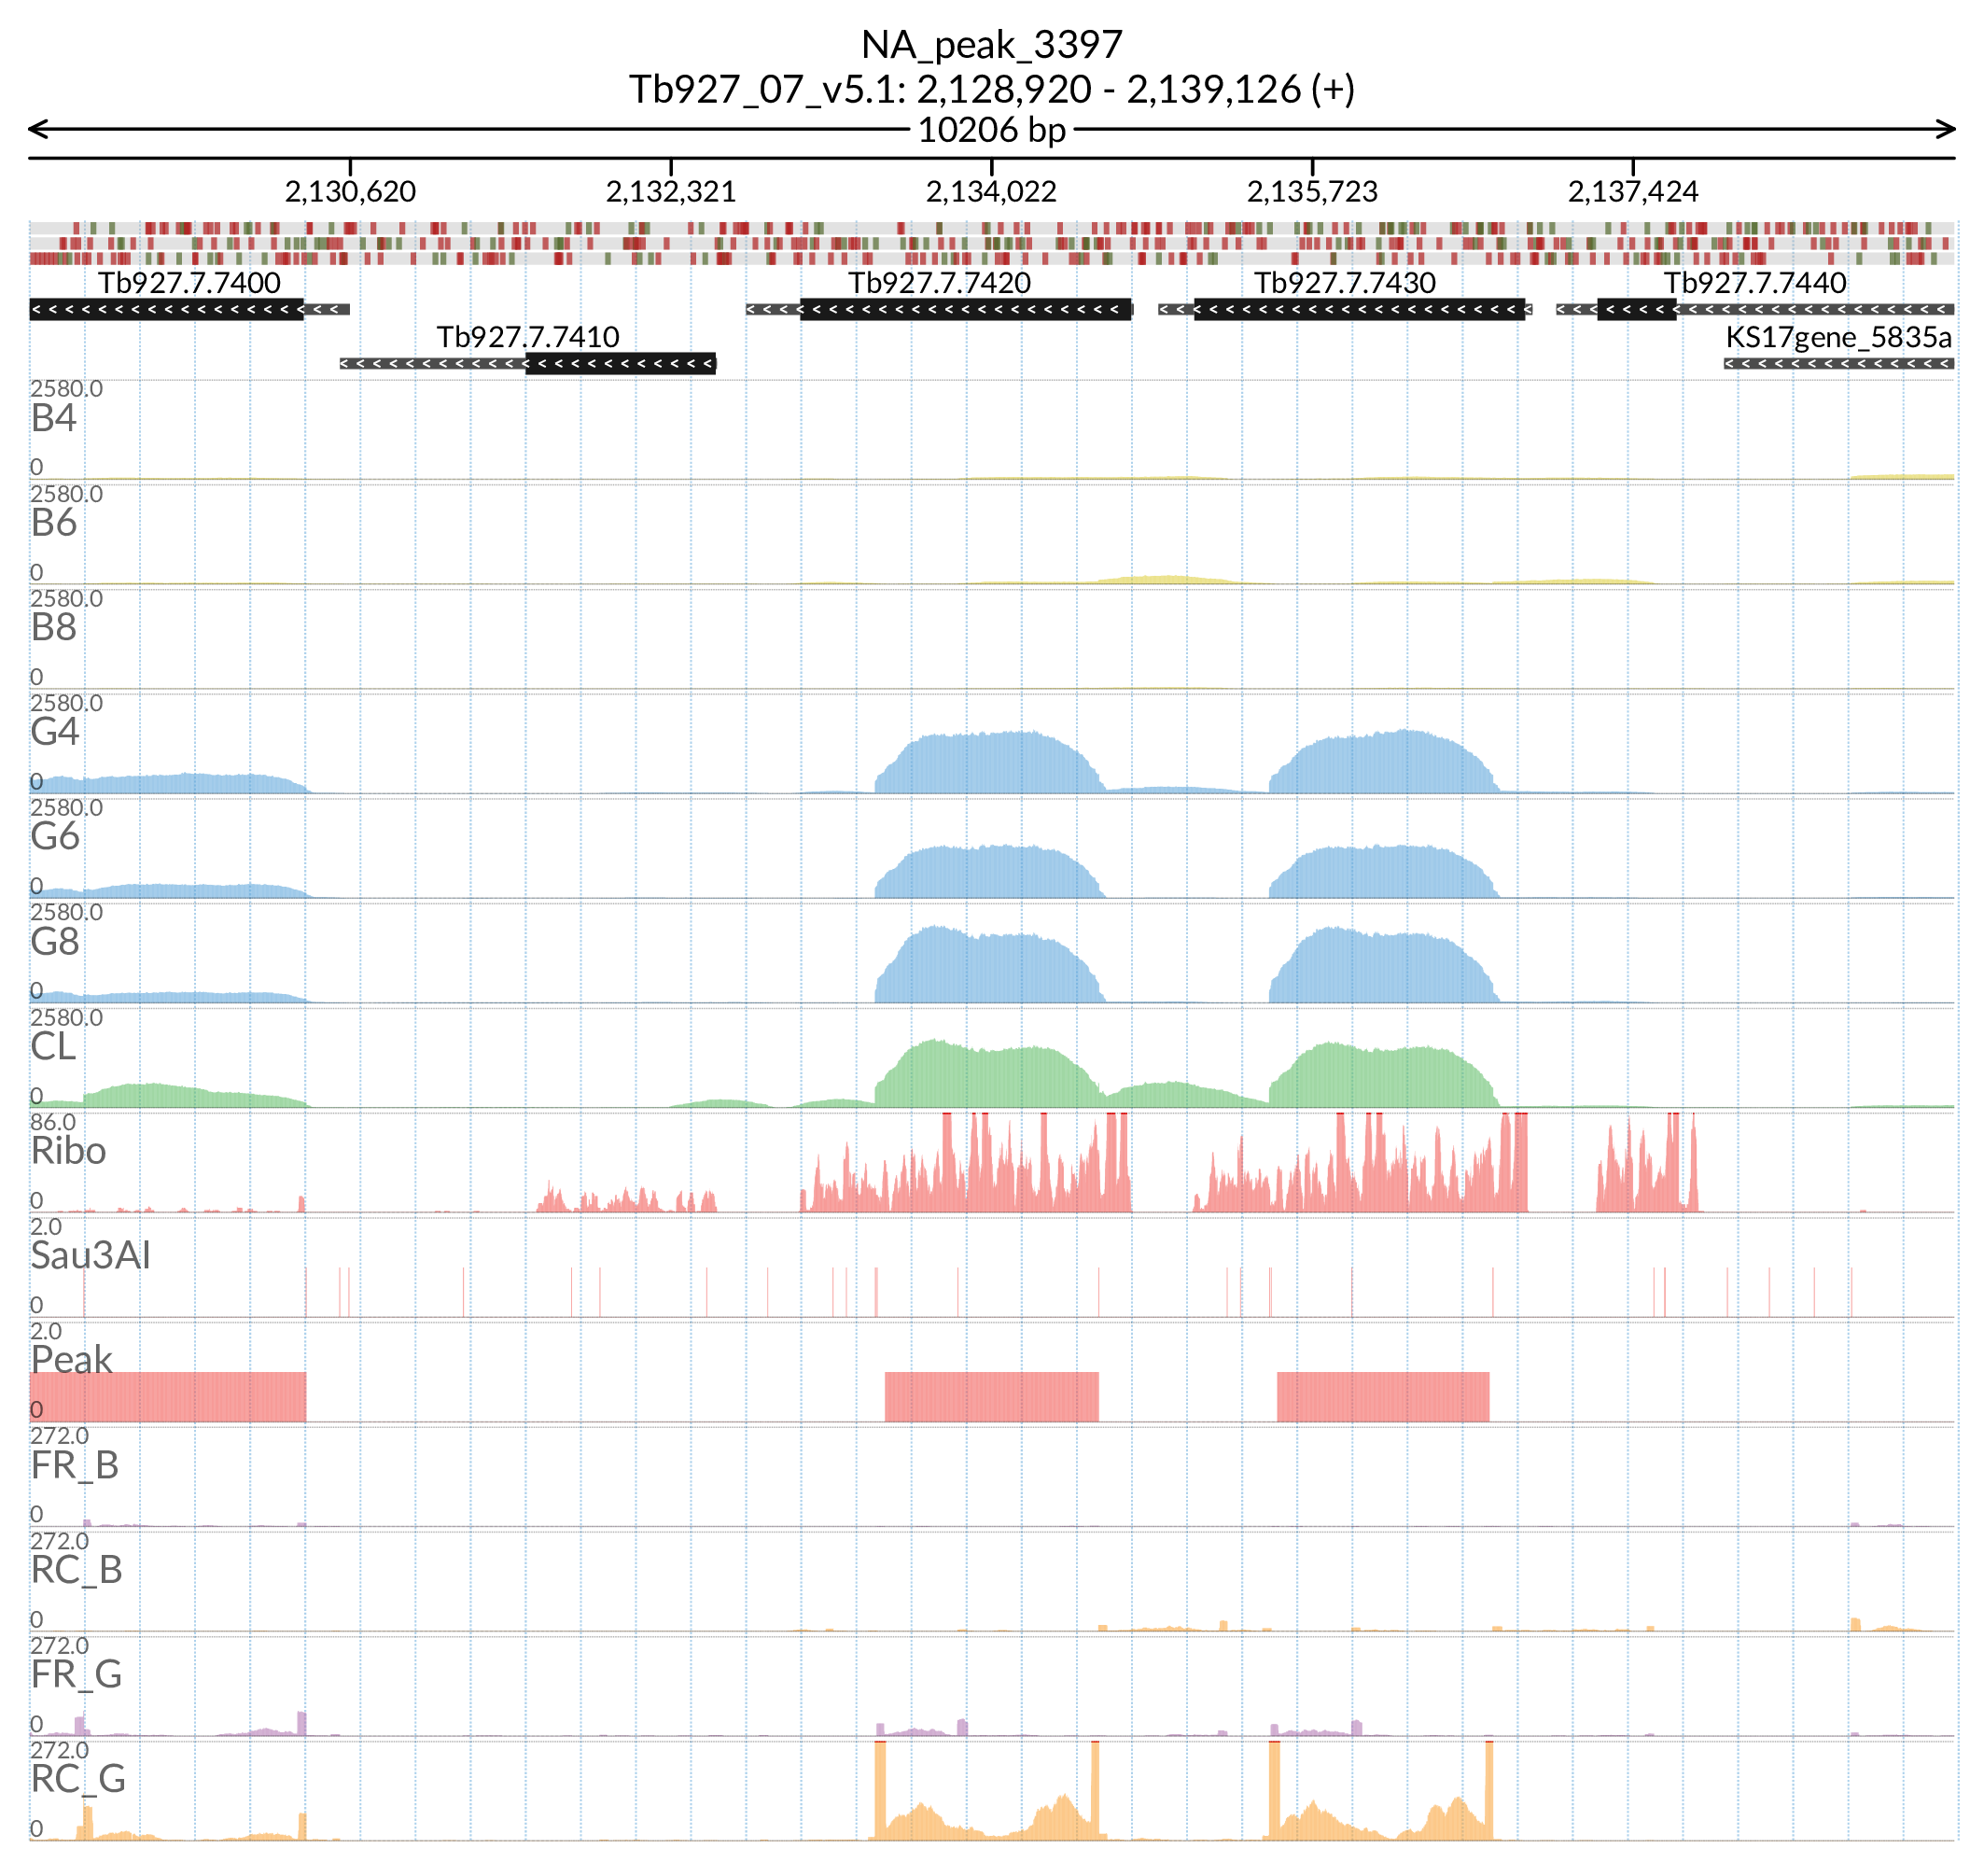 NA_peak_3397
Tb927_07_v5.1: 2,128,920 - 2,139,126 (+)
10206 bp
2,130,620 2,132,321 2,134,022 2,135,723 2,137,424
Tb927.7.7400 Tb927.7.7420 Tb927.7.7430 Tb927.7.7440
Tb927.7.7410 KS17gene_5835a
2580.0
B4
0
2580.0
B6
0
2580.0
B8
0
2580.0
G4
0
2580.0
G6
0
2580.0
G8
0
2580.0
CL
0
86.0
Ribo
0
2.0
Sau3AI
0
2.0
Peak
0
272.0
FR_B
0
272.0
RC_B
0
272.0
FR_G
0
272.0
RC_G
0